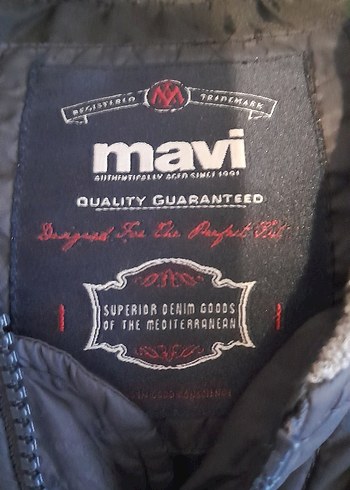 REGISTERED M TRADEMARK
mavi
AUTHENTICALLY AGED SINCE 1991
QUALITY GUARANTEED
Designed For The Perfect Fit
SUPERIOR DENIM GOODS
OF THE MEDITERRANEAN